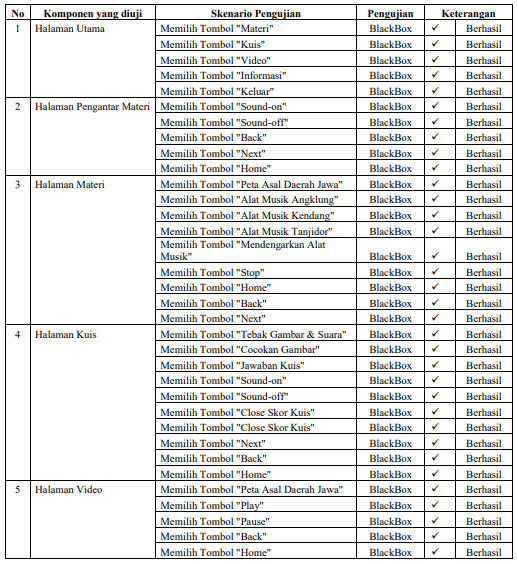 No Komponen yang diuji Skenario Pengujian Pengujian Keterangan
1 Halaman Utama Memilih Tombol "Materi" BlackBox ✓ Berhasil
Memilih Tombol "Kuis" BlackBox ✓ Berhasil
Memilih Tombol "Video" BlackBox ✓ Berhasil
Memilih Tombol "Informasi" BlackBox ✓ Berhasil
Memilih Tombol "Keluar" BlackBox ✓ Berhasil
2 Halaman Pengantar Materi Memilih Tombol "Sound-on" BlackBox ✓ Berhasil
Memilih Tombol "Sound-off" BlackBox ✓ Berhasil
Memilih Tombol "Back" BlackBox ✓ Berhasil
Memilih Tombol "Next" BlackBox ✓ Berhasil
Memilih Tombol "Home" BlackBox ✓ Berhasil
3 Halaman Materi Memilih Tombol "Peta Asal Daerah Jawa" BlackBox ✓ Berhasil
Memilih Tombol "Alat Musik Angklung" BlackBox ✓ Berhasil
Memilih Tombol "Alat Musik Kendang" BlackBox ✓ Berhasil
Memilih Tombol "Alat Musik Tanjidor" BlackBox ✓ Berhasil
Memilih Tombol "Mendengarkan Alat
Musik" BlackBox ✓ Berhasil
Memilih Tombol "Stop" BlackBox ✓ Berhasil
Memilih Tombol "Home" BlackBox ✓ Berhasil
Memilih Tombol "Back" BlackBox ✓ Berhasil
Memilih Tombol "Next" BlackBox ✓ Berhasil
4 Halaman Kuis Memilih Tombol "Tebak Gambar & Suara" BlackBox ✓ Berhasil
Memilih Tombol "Cocokan Gambar" BlackBox ✓ Berhasil
Memilih Tombol "Jawaban Kuis" BlackBox ✓ Berhasil
Memilih Tombol "Sound-on" BlackBox ✓ Berhasil
Memilih Tombol "Sound-off" BlackBox ✓ Berhasil
Memilih Tombol "Close Skor Kuis" BlackBox ✓ Berhasil
Memilih Tombol "Close Skor Kuis" BlackBox ✓ Berhasil
Memilih Tombol "Next" BlackBox ✓ Berhasil
Memilih Tombol "Back" BlackBox ✓ Berhasil
Memilih Tombol "Home" BlackBox ✓ Berhasil
5 Halaman Video Memilih Tombol "Peta Asal Daerah Jawa" BlackBox ✓ Berhasil
Memilih Tombol "Play" BlackBox ✓ Berhasil
Memilih Tombol "Pause" BlackBox ✓ Berhasil
Memilih Tombol "Back" BlackBox ✓ Berhasil
Memilih Tombol "Home" BlackBox ✓ Berhasil